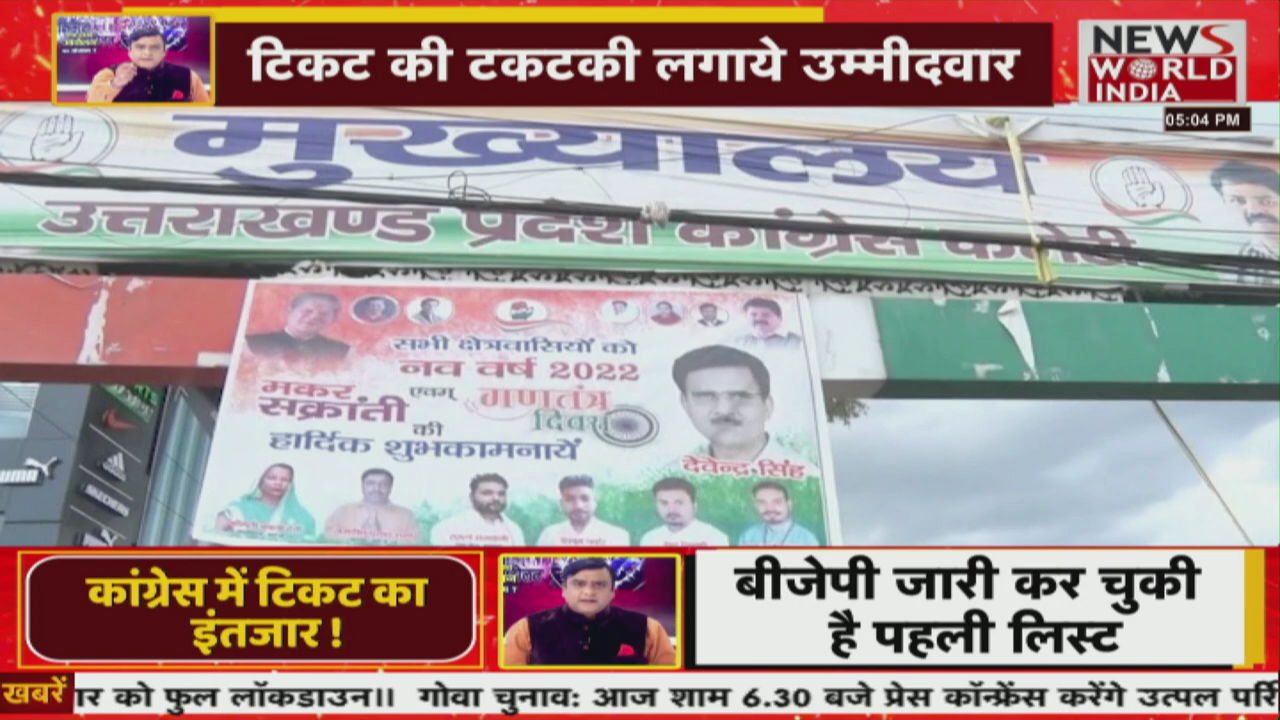 टिकट की टकटकी लगाये उम्मीदवार
NEWS
WORLD
INDIA
05:04 PM
मुख्यालय
उत्तराखण्ड प्रदेश कांग्रेस कमेटी
सभी क्षेत्रवासियों को
नव वर्ष 2022
एवम्
मकर
सक्रांती
गणतंत्र
दिवस
की
हार्दिक शुभकामनायें
देवेन्द्र सिंह
PUMA
कांग्रेस में टिकट का
इंतजार !
बीजेपी जारी कर चुकी
है पहली लिस्ट
खबरें
ार को फुल लॉकडाउन।। गोवा चुनाव: आज शाम 6.30 बजे प्रेस कॉन्फ्रेंस करेंगे उत्पल पर्रि